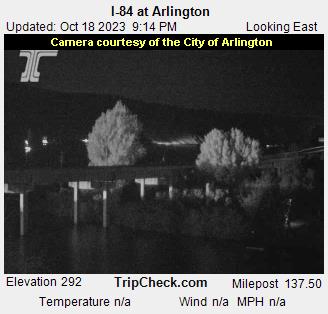 I-84 at Arlington
Updated: Oct 18 2023 9:14 PM Looking East
Camera courtesy of the City of Arlington
Elevation 292 TripCheck.com Milepost 137.50
Temperature n/a Wind n/a MPH n/a